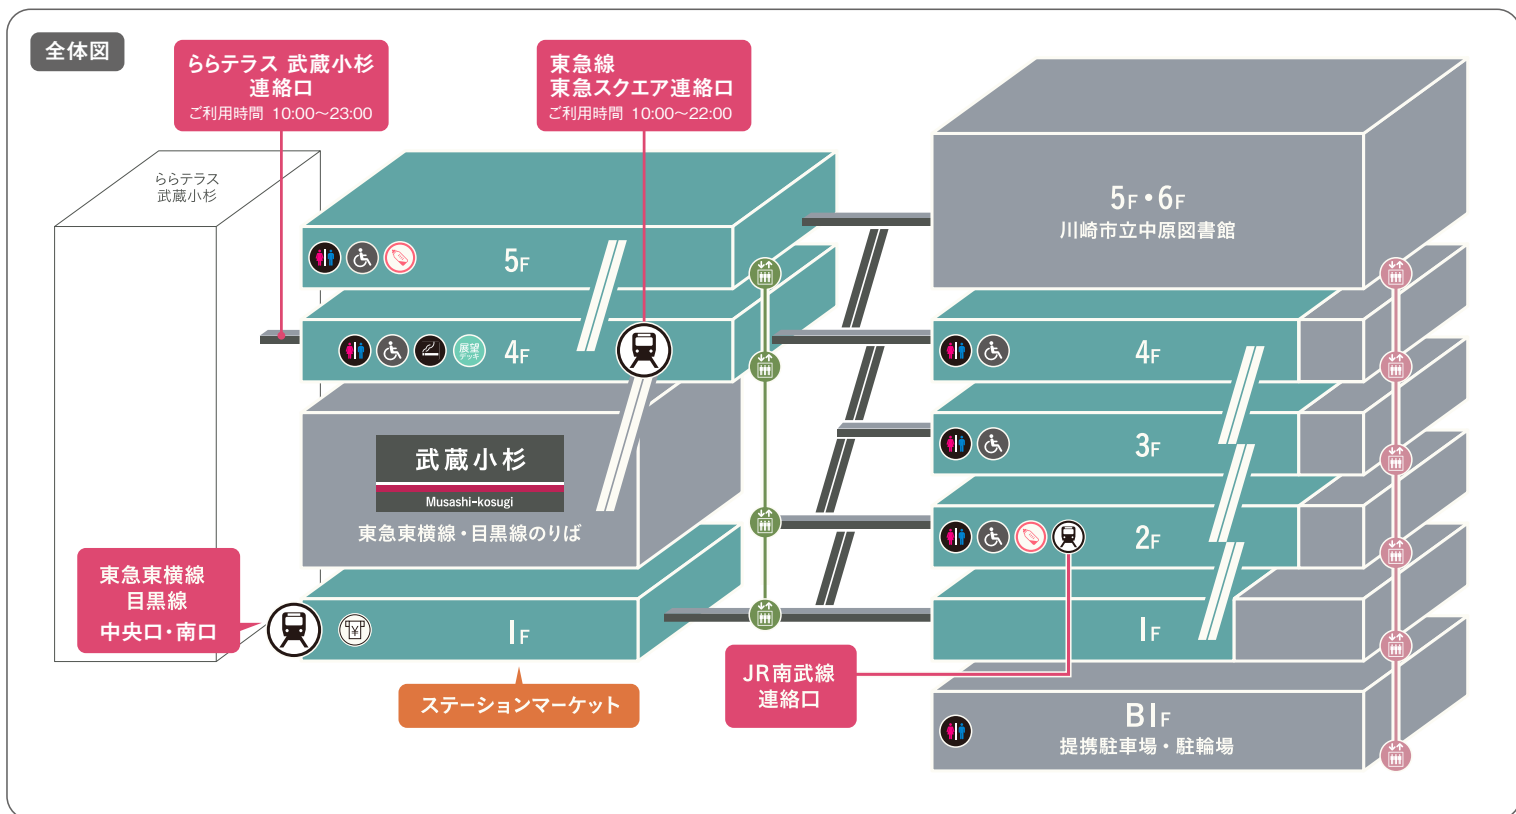 全体図
ららテラス 武蔵小杉
連絡口
ご利用時間 10:00～23:00
東急線
東急スクエア連絡口
ご利用時間 10:00～22:00
ららテラス
武蔵小杉
5F
4F
展望
デッキ
武蔵小杉
Musashi-kosugi
東急東横線・目黒線のりば
東急東横線
目黒線
中央口・南口
¥
1F
ステーションマーケット
5F・6F
川崎市立中原図書館
4F
3F
2F
1F
JR南武線
連絡口
B1F
提携駐車場・駐輪場